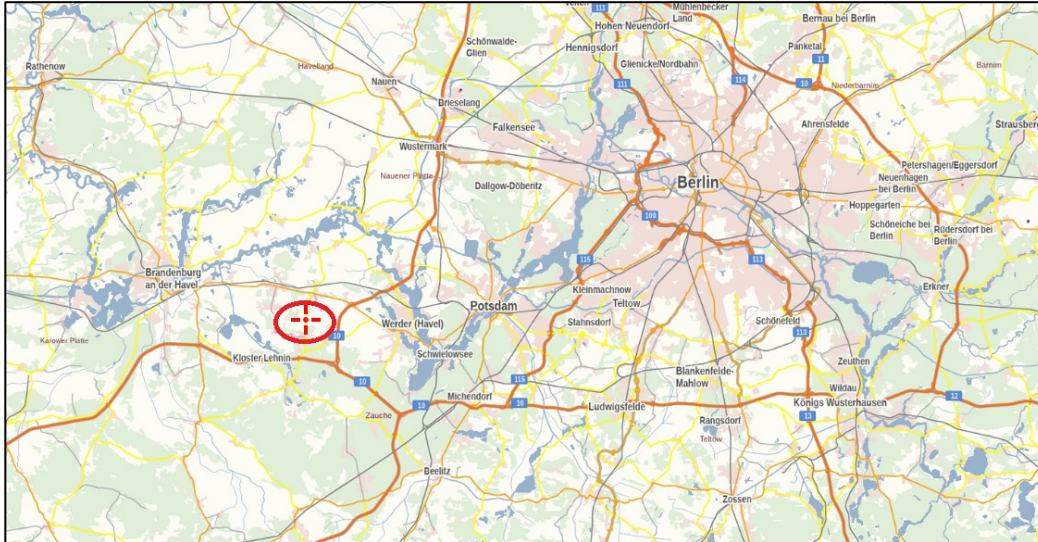 Velten
111
Mühlenbecker
Land
Bernau bei Berlin
Hohen Neuendorf
Schönwalde-
Glien
Hennigsdorf
Panketal
11
Rathenow
Havelland
Glienicke/Nordbahn
Barnim
Nauen
111
114
10
Niederbarnim
Brieselang
Falkensee
Ahrensfelde
Strausberg
Wustermark
Nauener Platte
Dallgow-Döberitz
Berlin
Petershagen/Eggersdorf
Neuenhagen
bei Berlin
Hoppegarten
100
Schöneiche bei
Berlin
Rüdersdorf bei
Berlin
115
113
Brandenburg
an der Havel
Kleinmachnow
Erkner
Potsdam
Teltow
Werder (Havel)
Stahnsdorf
Schönefeld
10
113
Karower Platte
Kloster Lehnin
Schwielowsee
Zeuthen
10
115
Blankenfelde-
Mahlow
Wildau
Michendorf
10
10
Ludwigsfelde
Königs Wusterhausen
12
Zauche
Rangsdorf
13
Teltow
Beelitz
Zossen